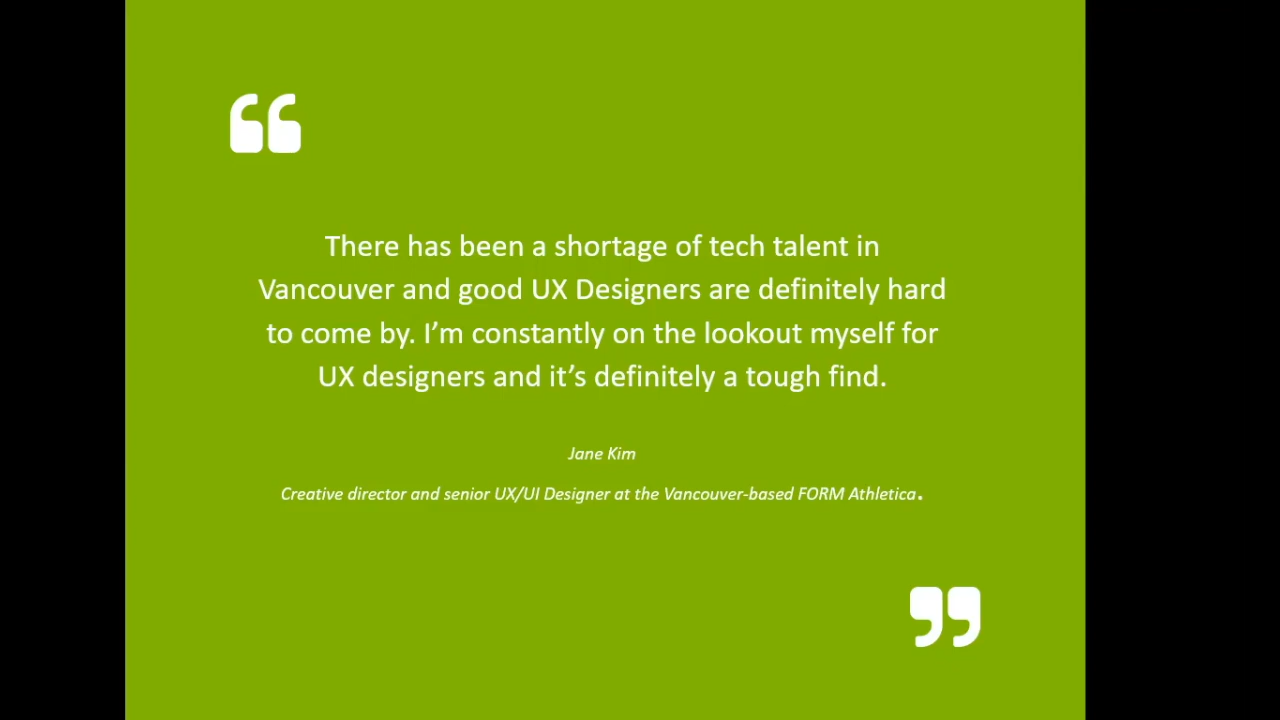 “
There has been a shortage of tech talent in
Vancouver and good UX Designers are definitely hard
to come by. I’m constantly on the lookout myself for
UX designers and it’s definitely a tough find.
Jane Kim
Creative director and senior UX/UI Designer at the Vancouver-based FORM Athletica.
”